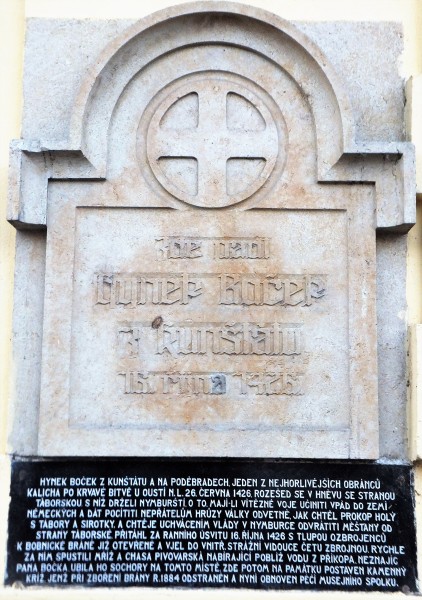 Zde padl
Hynek Boček
z Kunštatu
16. října 1426.
HYNEK BOČEK Z KUNŠTÁTU A NA PODĚBRADECH, JEDEN Z NEJHORLIVĚJŠÍCH OBRÁNCŮ
KALICHA PO KRVAVÉ BITVĚ U OUSTÍ N.L. 26. ČERVNA 1426, ROZEŠED SE V HNĚVU SE STRANOU
TÁBORSKOU S NÍŽ DRŽELI NYMBURŠTÍ O TO, MAJÍ-LI VÍTĚZNÉ VOJE UČINITI VPÁD DO ZEMÍ
NĚMECKÝCH A DÁT POCÍTITI NEPŘÁTELŮM HRŮZY VÁLKY ODVETNÉ, JAK CHTĚL PROKOP HOLÝ
S TÁBORY A SIROTKY, A CHTĚJE UCHVÁCENÍM VLÁDY V NYMBURCE ODVRÁTITI MĚŠŤANY OD
STRANY TÁBORSKÉ PŘITÁHL ZA RANNÍHO ÚSVITU 16. ŘÍJNA 1426 S TLUPOU OZBROJENCŮ
K BOBNICKÉ BRÁNĚ JIŽ OTEVŘENÉ A VJEL DO VNITŘ. STRÁŽNÍ VIDOUCE ČETU ZBROJNOU, RYCHLE
ZA NÍM SPUSTILI MŘÍŽ A CHASA PIVOVARSKÁ NABÍRAJÍCÍ POBLÍŽ VODU Z PŘÍKOPA, NEZNAJÍC
PANA BOČKA UBILA HO SOCHORY NA TOMTO MÍSTĚ, ZDE POTOM NA PAMÁTKU POSTAVEN KAMENNÝ
KŘÍŽ JENŽ PŘI ZBOŘENÍ BRÁNY R.1884 ODSTRANĚN A NYNÍ OBNOVEN PÉČÍ MUSEJNÍHO SPOLKU.